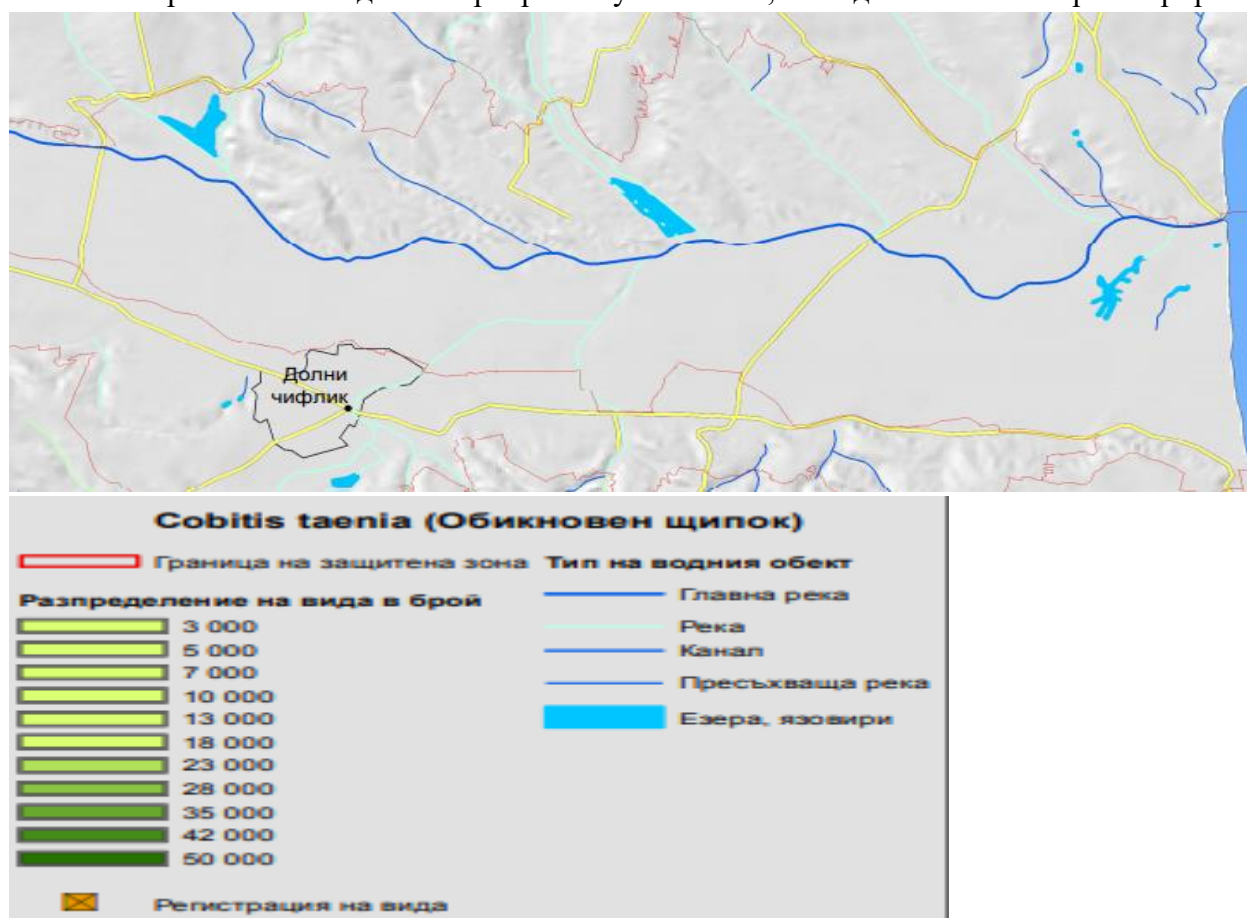 Долни
чифлик
Cobitis taenia (Обикновен щипок)
Граница на защитена зона
Разпределение на вида в брой
3 000
5 000
7 000
10 000
13 000
18 000
23 000
28 000
35 000
42 000
50 000
Регистрация на вида
Тип на водния обект
Главна река
Река
Канал
Пресъхваща река
Езера, язовири